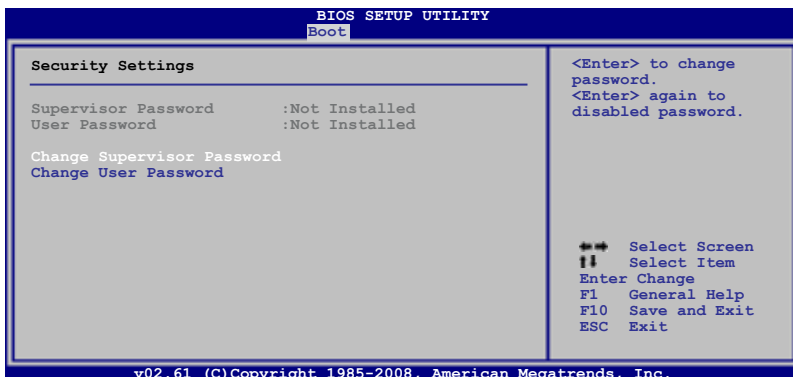 BIOS SETUP UTILITY
Boot
Security Settings
Supervisor Password :Not Installed
User Password :Not Installed
Change Supervisor Password
Change User Password
<Enter> to change
password.
<Enter> again to
disabled password.
Select Screen
Select Item
Enter Change
F1 General Help
F10 Save and Exit
ESC Exit
v02.61 (C)Copyright 1985-2008, American Megatrends, Inc.